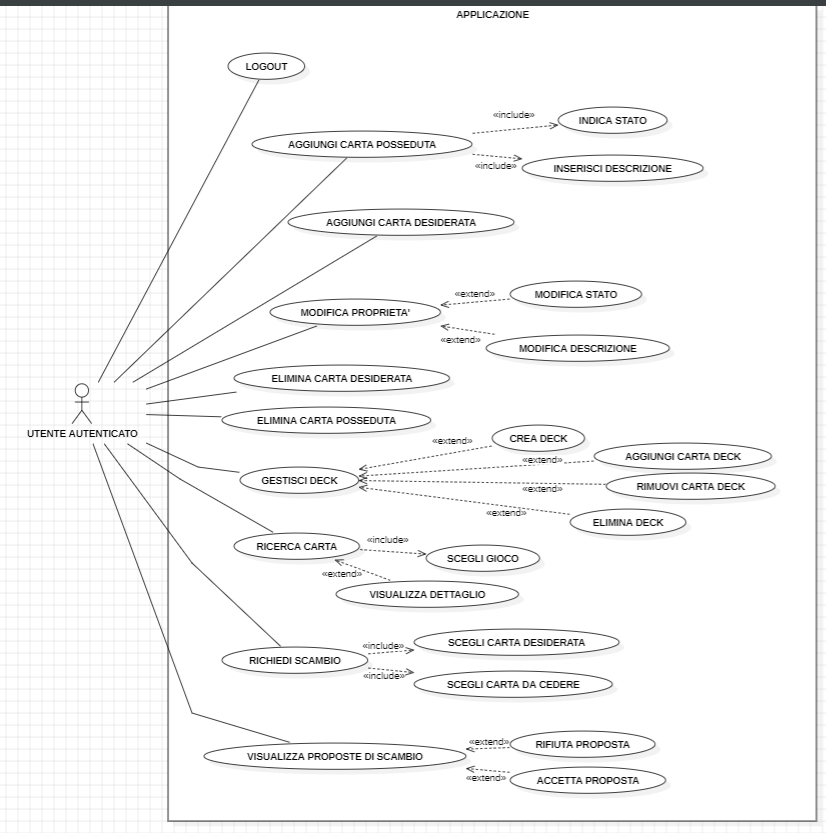 APPLICAZIONE
LOGOUT
«include»
INDICA STATO
AGGIUNGI CARTA POSSEDUTA
«include»
INSERISCI DESCRIZIONE
AGGIUNGI CARTA DESIDERATA
«extend»
MODIFICA STATO
MODIFICA PROPRIETA'
«extend»
MODIFICA DESCRIZIONE
ELIMINA CARTA DESIDERATA
ELIMINA CARTA POSSEDUTA
UTENTE AUTENTICATO
«extend»
CREA DECK
«extend»
AGGIUNGI CARTA DECK
GESTISCI DECK
«extend»
RIMUOVI CARTA DECK
«extend»
ELIMINA DECK
RICERCA CARTA
«include»
SCEGLI GIOCO
«extend»
VISUALIZZA DETTAGLIO
«include»
SCEGLI CARTA DESIDERATA
RICHIEDI SCAMBIO
«include»
SCEGLI CARTA DA CEDERE
«extend»
RIFIUTA PROPOSTA
VISUALIZZA PROPOSTE DI SCAMBIO
«extend»
ACCETTA PROPOSTA